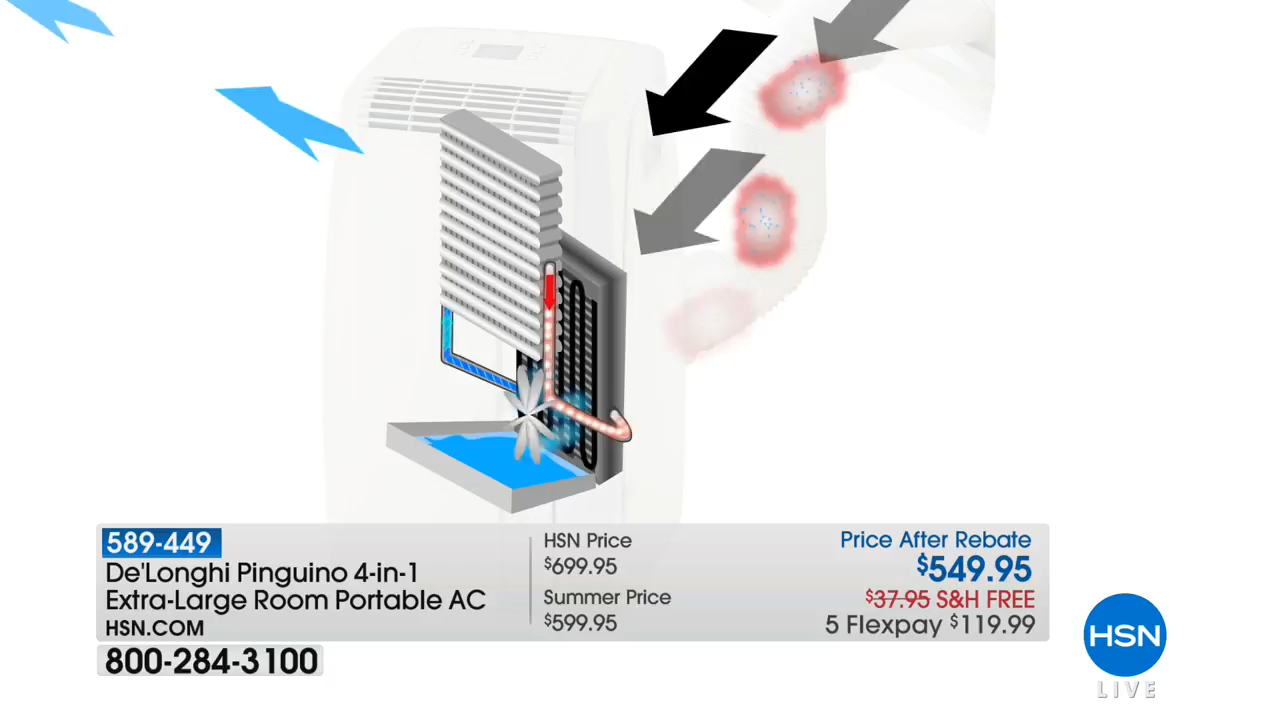 589-449
De'Longhi Pinguino 4-in-1
Extra-Large Room Portable AC
HSN.COM
800-284-3100
HSN Price
$699.95
Summer Price
$599.95
Price After Rebate
$549.95
$37.95 S&H FREE
5 Flexpay $119.99
HSN
LIVE